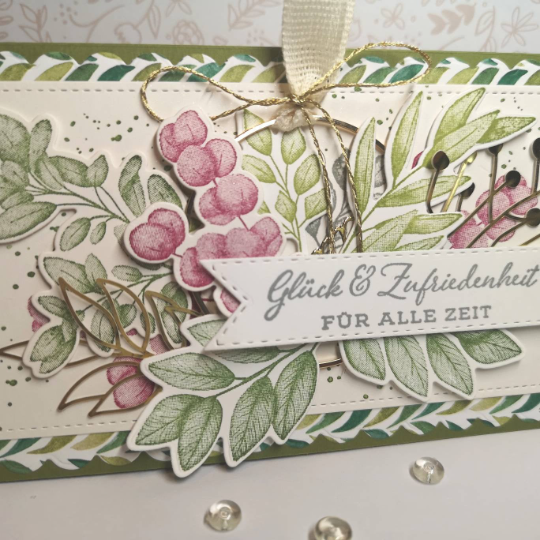 Glück & Zufriedenheit
FÜR ALLE ZEIT